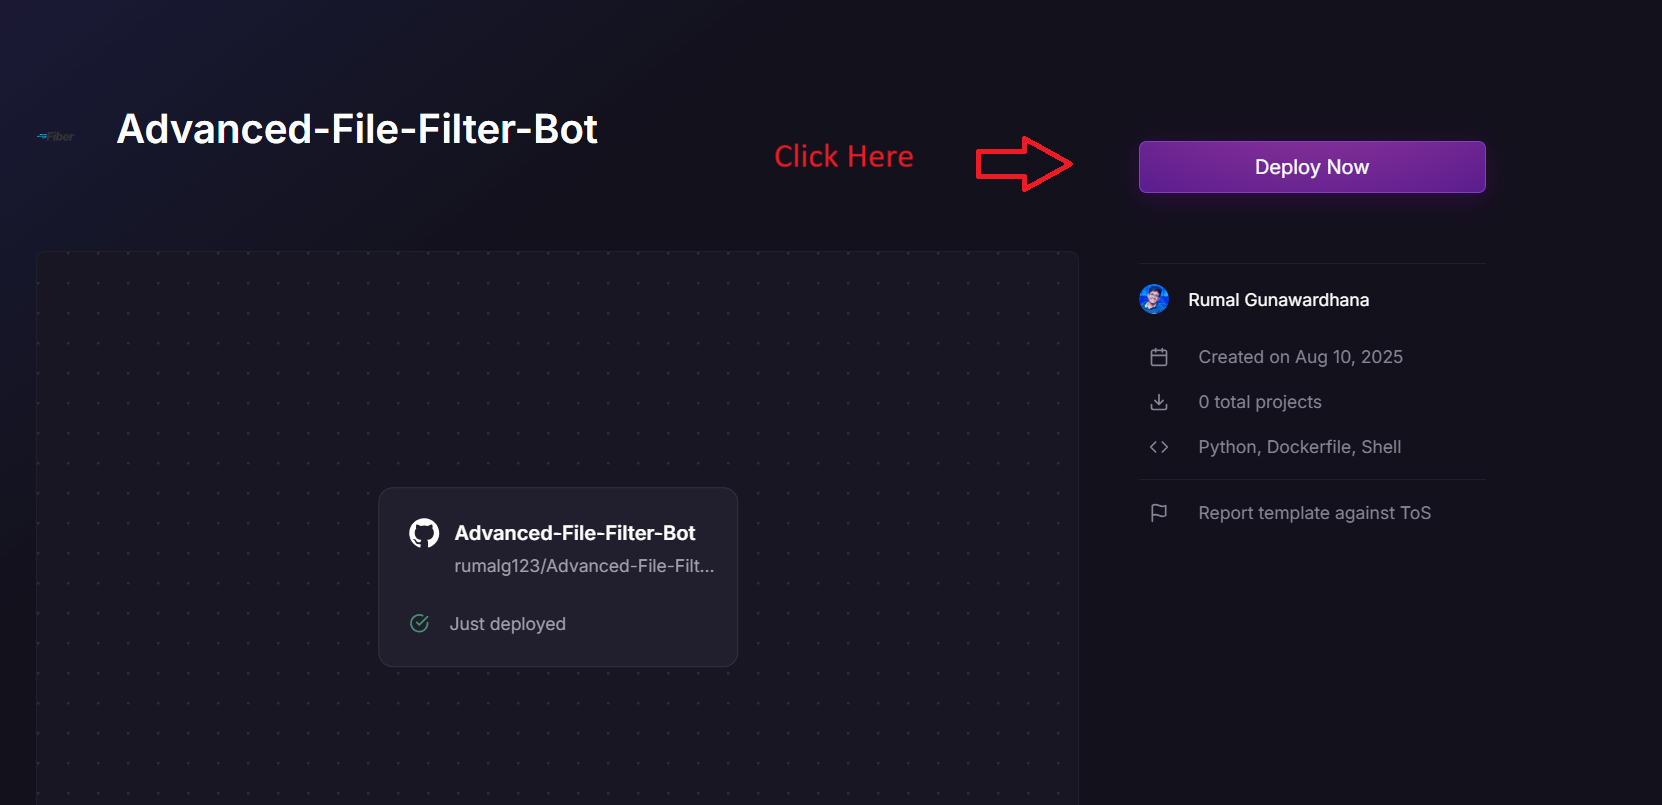 Fiber
Advanced-File-Filter-Bot
Click Here
Deploy Now
Rumal Gunawardhana
Created on Aug 10, 2025
0 total projects
Python, Dockerfile, Shell
Report template against ToS
Advanced-File-Filter-Bot
rumalg123/Advanced-File-Filt...
Just deployed